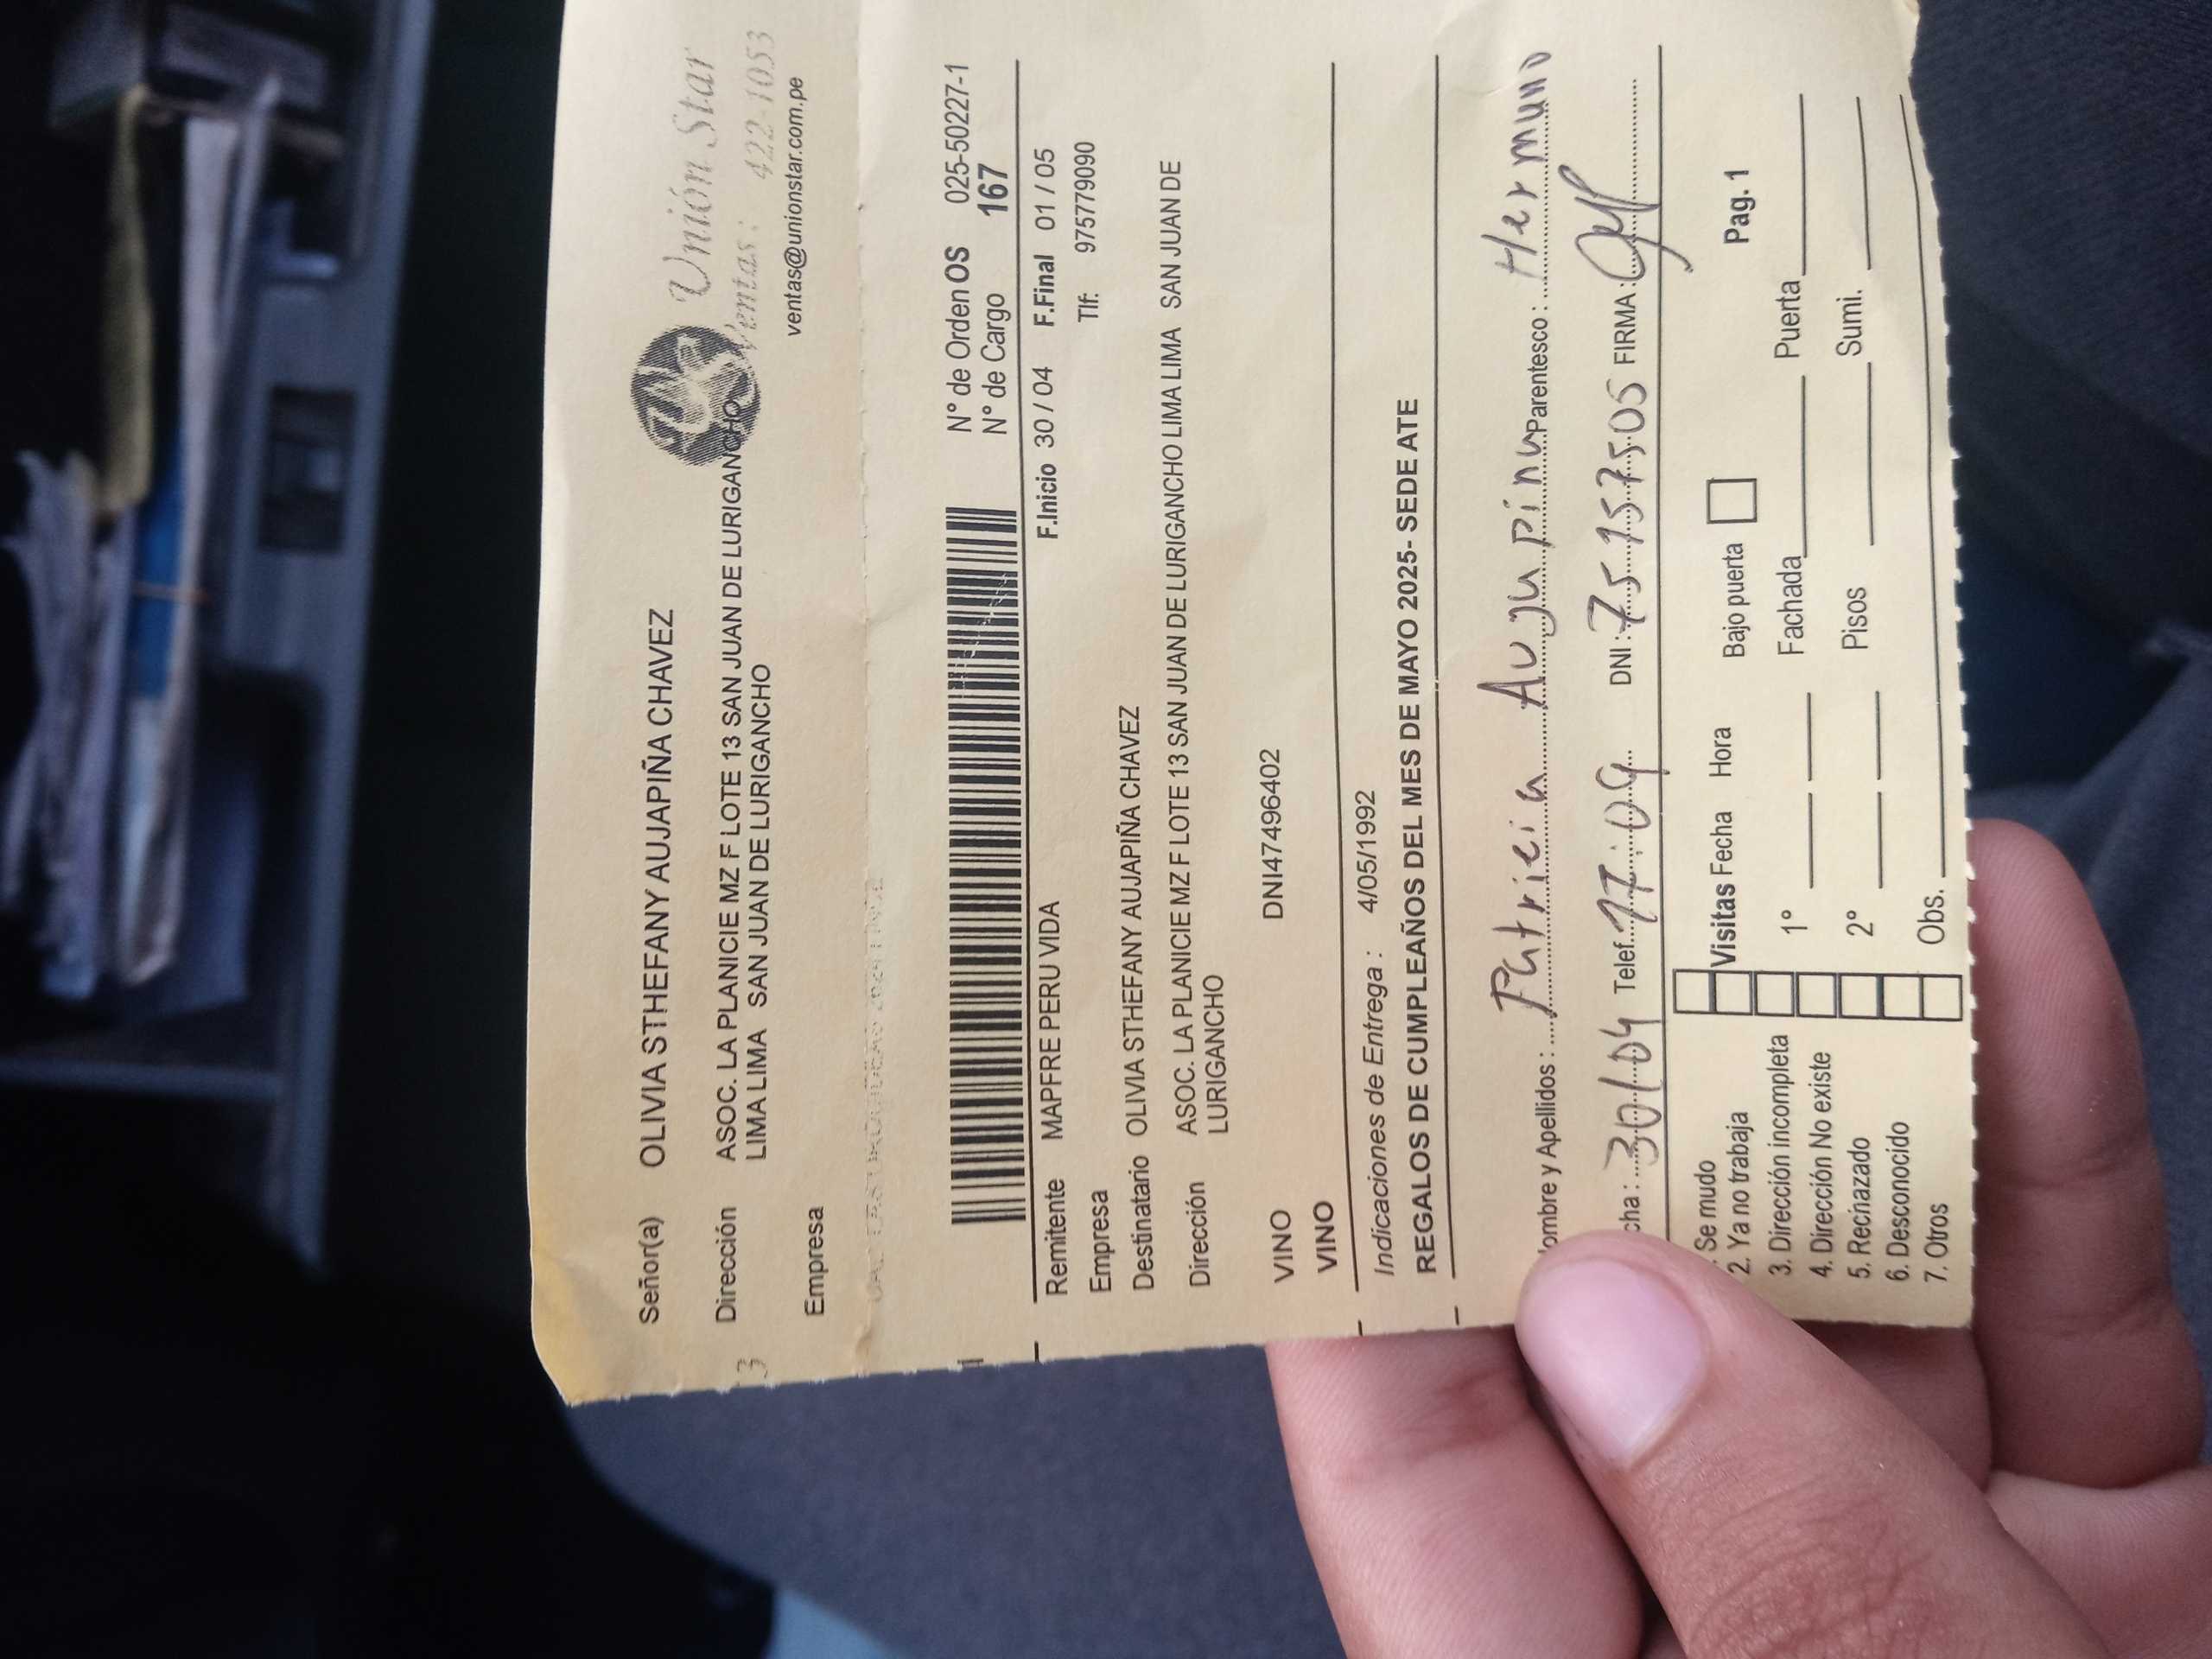 Señor(a) OLIVIA STHEFANY AUJAPIÑA CHAVEZ
Unión Star
Ventas: 422-1053
ventas@unionstar.com.pe
Dirección ASOC. LA PLANICIE MZ F LOTE 13 SAN JUAN DE LURIGANCHO
LIMA LIMA SAN JUAN DE LURIGANCHO
Empresa
3
N° de Orden OS 025-50227-1
N° de Cargo 167
Remitente MAPFRE PERU VIDA F.Inicio 30 / 04 F.Final 01 / 05
Empresa Tlf: 975779090
Destinatario OLIVIA STHEFANY AUJAPIÑA CHAVEZ
Dirección ASOC. LA PLANICIE MZ F LOTE 13 SAN JUAN DE LURIGANCHO LIMA LIMA SAN JUAN DE
LURIGANCHO
VINO DNI47496402
VINO
Indicaciones de Entrega : 4/05/1992
REGALOS DE CUMPLEAÑOS DEL MES DE MAYO 2025- SEDE ATE
ombre y Apellidos : Patricia Aujapina Parentesco : Hermana
cha : 30/04 Telef. 17:09 DNI : 75157505 FIRMA :
Se mudo
2. Ya no trabaja Visitas Fecha Hora Bajo puerta Pag. 1
3. Dirección incompleta 1° Fachada Puerta
4. Dirección No existe
5. Rechazado 2° Pisos Sumi.
6. Desconocido
7. Otros Obs.